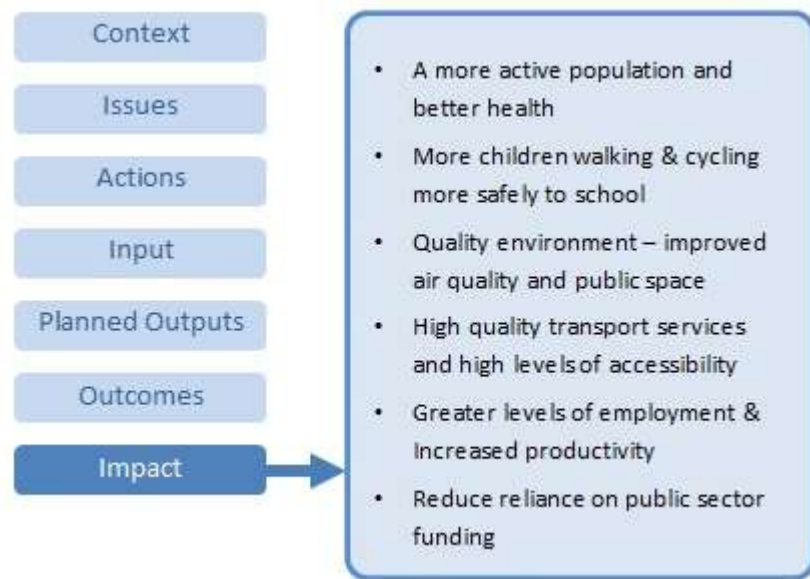 Context
Issues
Actions
Input
Planned Outputs
Outcomes
Impact
• A more active population and
better health
• More children walking & cycling
more safely to school
• Quality environment – improved
air quality and public space
• High quality transport services
and high levels of accessibility
• Greater levels of employment &
Increased productivity
• Reduce reliance on public sector
funding